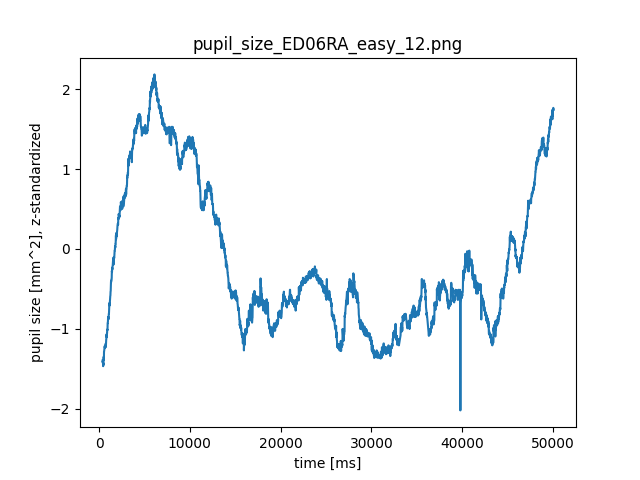 pupil_size_ED06RA_easy_12.png
pupil size [mm^2], z-standardized
2
1
0
−1
−2
0 10000 20000 30000 40000 50000
time [ms]